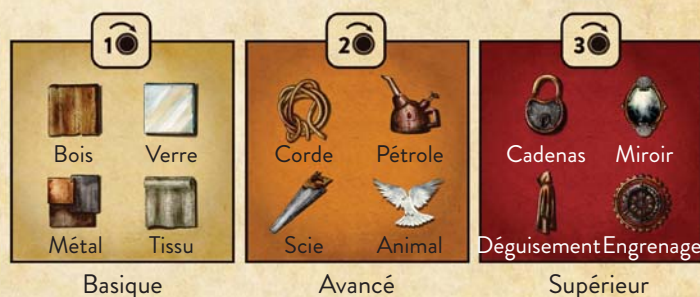 1 2 3
Bois Verre Corde Pétrole Cadenas Miroir
Métal Tissu Scie Animal Déguisement Engrenage
Basique Avancé Supérieur